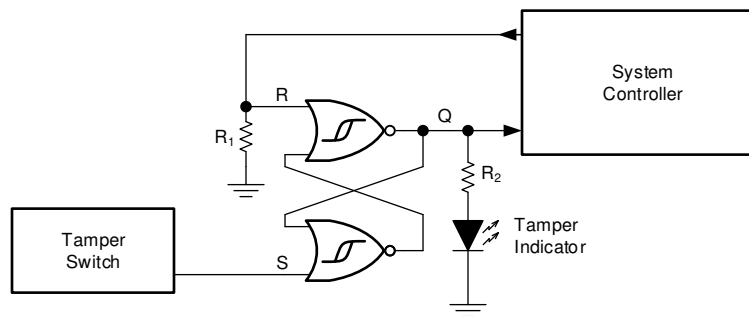 System
Controller
R
Q
R1
R2
Tamper
Indicator
Tamper
Switch
S